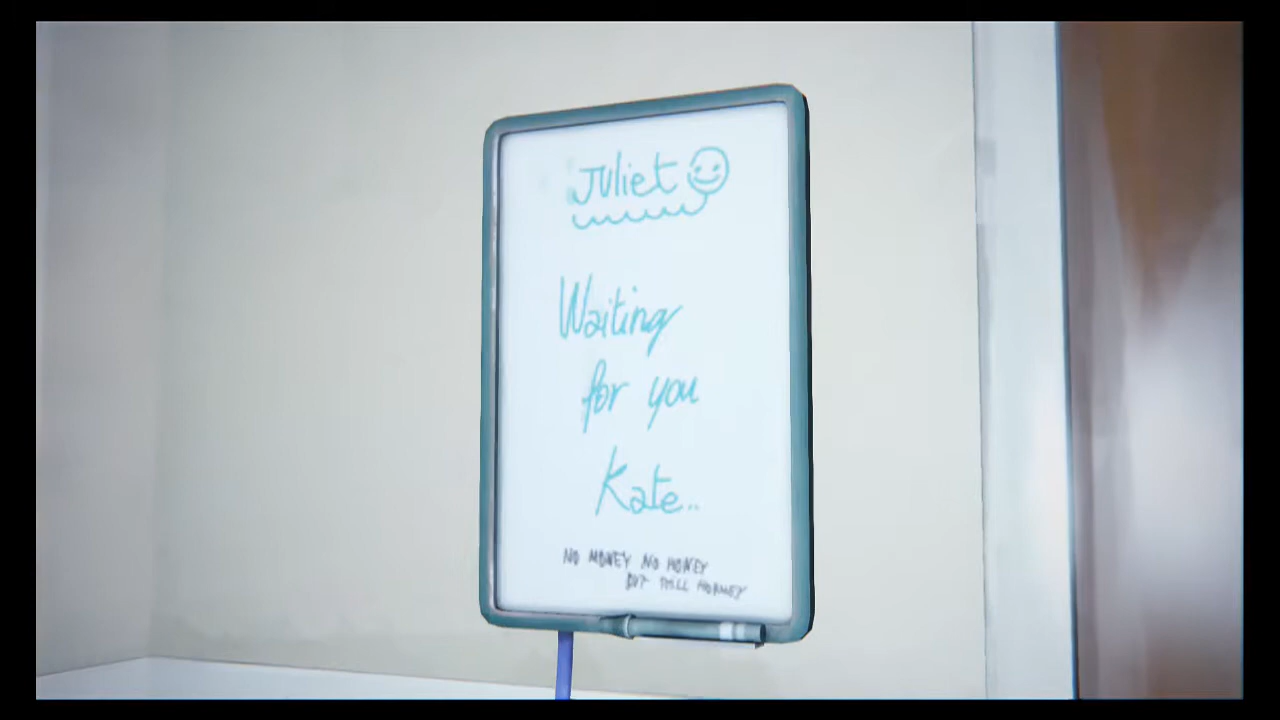 Juliet
Waiting
for you
Kate..
NO MONEY NO HONEY
BUT STILL HORNEY